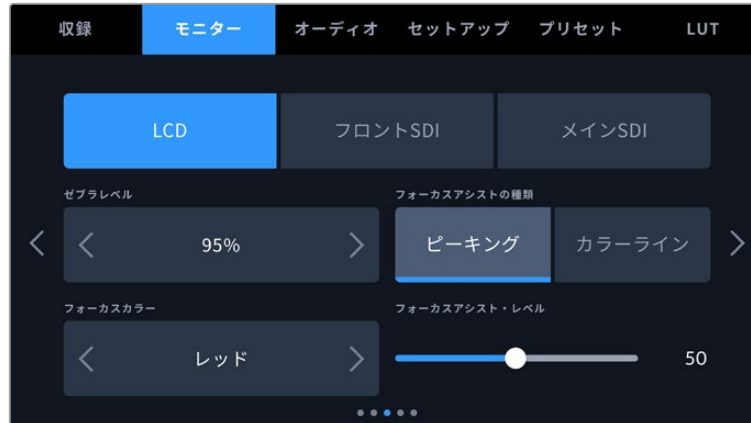 収録 モニター オーディオ セットアップ プリセット LUT
LCD フロントSDI メインSDI
ゼブラレベル フォーカスアシストの種類
95% ピーキング カラーライン
フォーカスカラー フォーカスアシスト・レベル
レッド 50